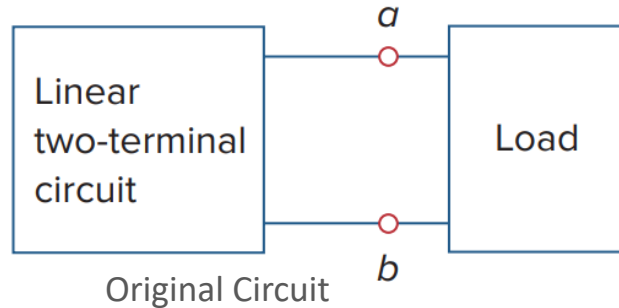 a
Linear
two-terminal
circuit
Load
b
Original Circuit